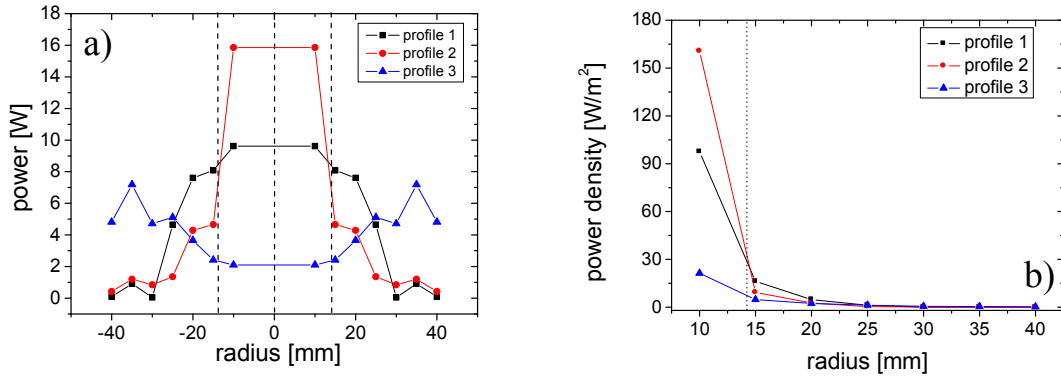 a)
profile 1
profile 2
profile 3
power [W]
18
16
14
12
10
8
6
4
2
0
-40 -20 0 20 40
radius [mm]
b)
profile 1
profile 2
profile 3
power density [W/m²]
180
150
120
90
60
30
0
10 15 20 25 30 35 40
radius [mm]